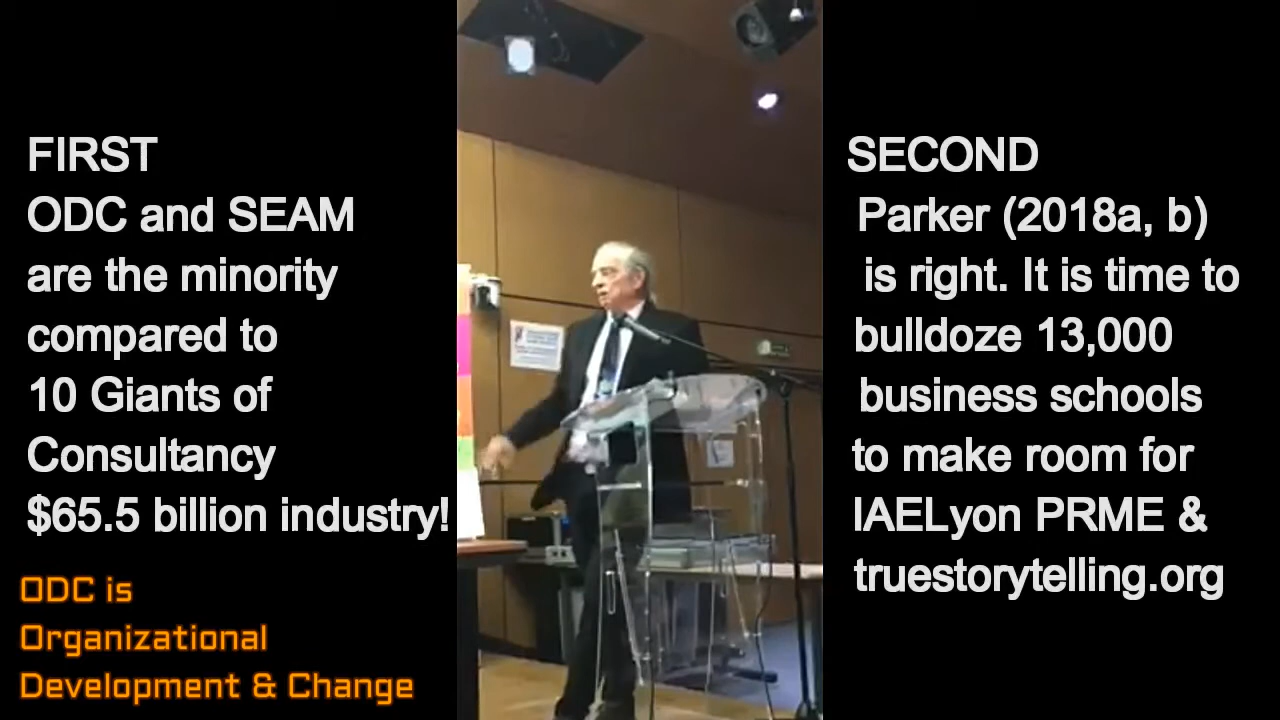 FIRST
ODC and SEAM
are the minority
compared to
10 Giants of
Consultancy
$65.5 billion industry!
ODC is
Organizational
Development & Change
SECOND
Parker (2018a, b)
is right. It is time to
bulldoze 13,000
business schools
to make room for
IAELyon PRME &
truestorytelling.org